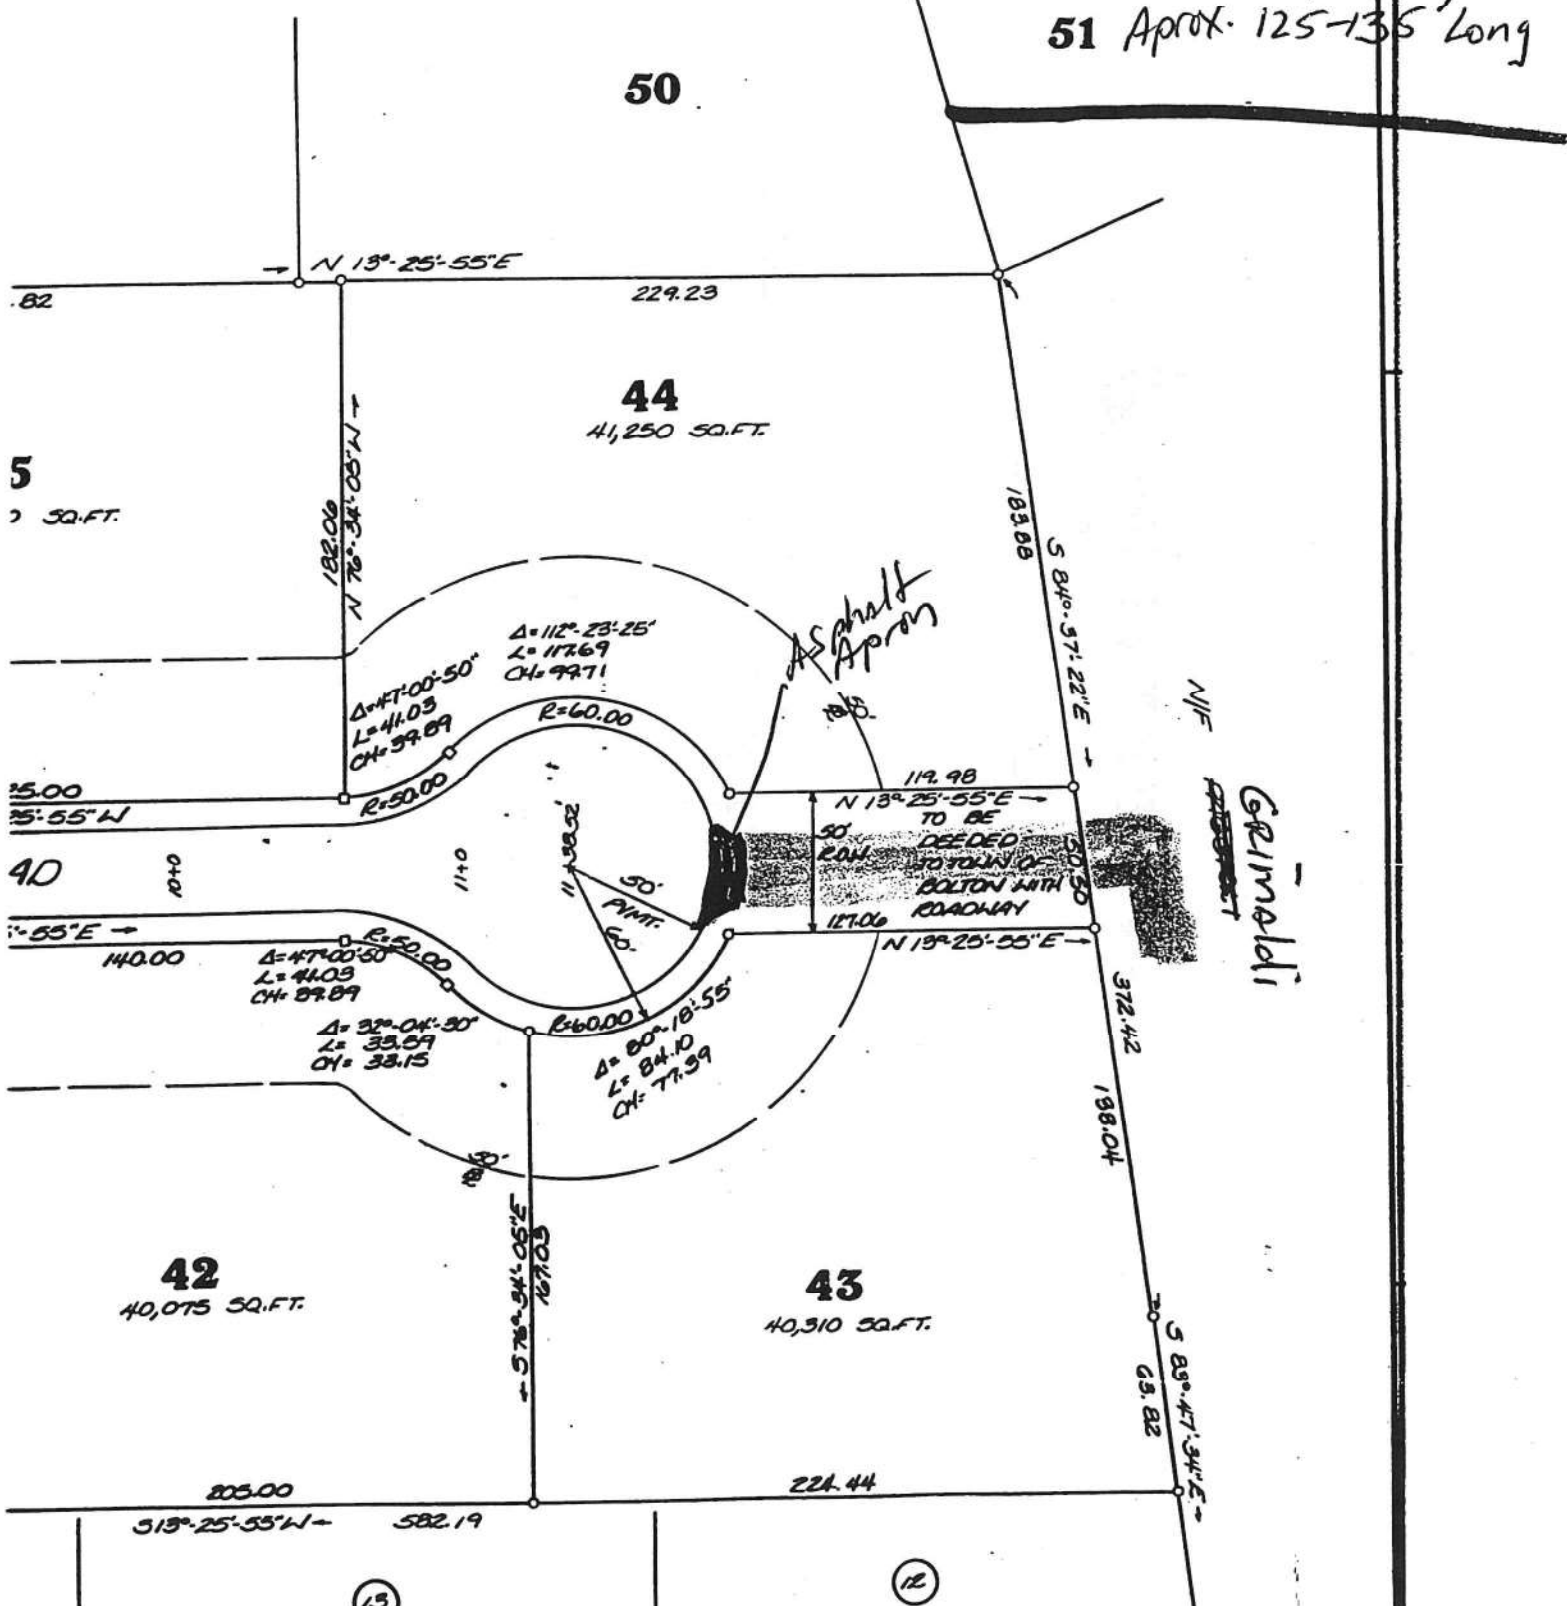 51 Aprox. 125-135' Long
50
N 13°-25'-55"E
.82
229.23
44
41,250 SQ.FT.
5
SQ.FT.
182.06
N 76°-34'-05"W
183.88
S 84°-37'-22"E
Asphalt
Apron
Δ=112°-23'-25"
L=117.69
CH=99.71
Δ=47°-00'-50"
L=41.03
CH=39.89
R=60.00
R=50.00
50'
N/F
Grimaldi
25.00
25'-55"W
119.98
N 13°-25'-55"E
TO BE
DEEDED
TO TOWN OF
BOLTON WITH
ROADWAY
50'
R.O.W.
50.50
10+0
11+0
11+38.52
50'
PVMT.
60'
127.06
N 13°-25'-55"E
'-55"E
140.00
R=50.00
Δ=47°00'50"
L=41.03
CH=39.89
Δ=32°-04'-30"
L=33.59
CH=33.15
R=60.00
Δ=80°-18'-55"
L=84.10
CH=77.39
372.42
188.04
50'
S 76°-34'-05"E
167.03
42
40,075 SQ.FT.
43
40,310 SQ.FT.
S 83°-47'-34"E
63.82
205.00
224.44
S13°-25'-55"W
582.19
13
12